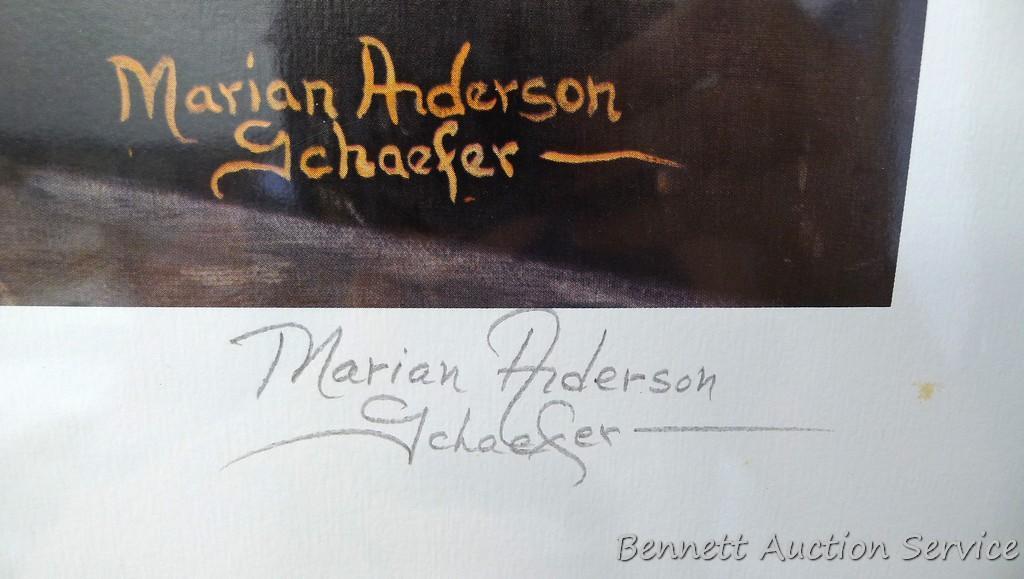 Marian Anderson
Schaefer
Marian Anderson
Schaefer
Bennett Auction Service